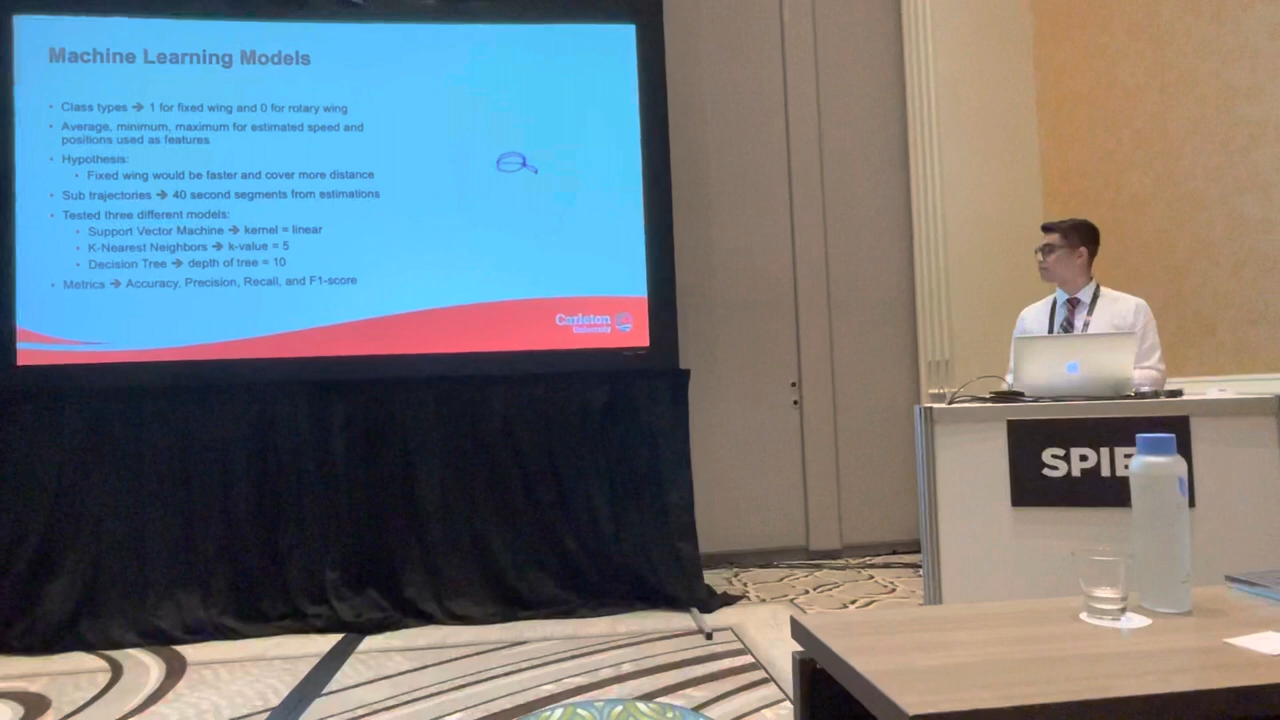 Machine Learning Models
• Class types ➔ 1 for fixed wing and 0 for rotary wing
• Average, minimum, maximum for estimated speed and
positions used as features
• Hypothesis:
• Fixed wing would be faster and cover more distance
• Sub trajectories ➔ 40 second segments from estimations
• Tested three different models:
• Support Vector Machine ➔ kernel = linear
• K-Nearest Neighbors ➔ k-value = 5
• Decision Tree ➔ depth of tree = 10
• Metrics ➔ Accuracy, Precision, Recall, and F1-score
Carleton
University
SPIE